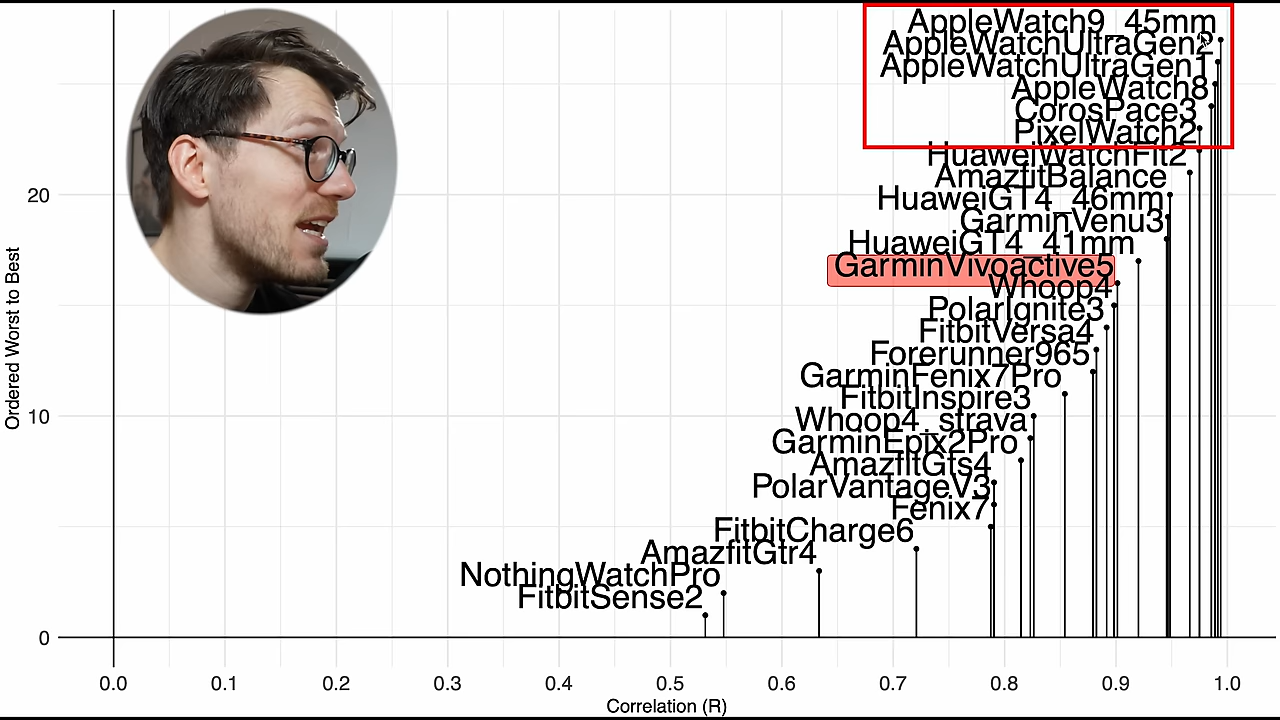 AppleWatch9_45mm
AppleWatchUltraGen2
AppleWatchUltraGen1
AppleWatch8
CorosPace3
PixelWatch2
HuaweiWatchFit2
AmazfitBalance
HuaweiGT4_46mm
GarminVenu3
HuaweiGT4_41mm
GarminVivoactive5
Whoop4
PolarIgnite3
FitbitVersa4
Forerunner965
GarminFenix7Pro
FitbitInspire3
Whoop4_strava
GarminEpix2Pro
AmazfitGts4
PolarVantageV3
Fenix7
FitbitCharge6
AmazfitGtr4
NothingWatchPro
FitbitSense2
Ordered Worst to Best
20
10
0
0.0 0.1 0.2 0.3 0.4 0.5 0.6 0.7 0.8 0.9 1.0
Correlation (R)